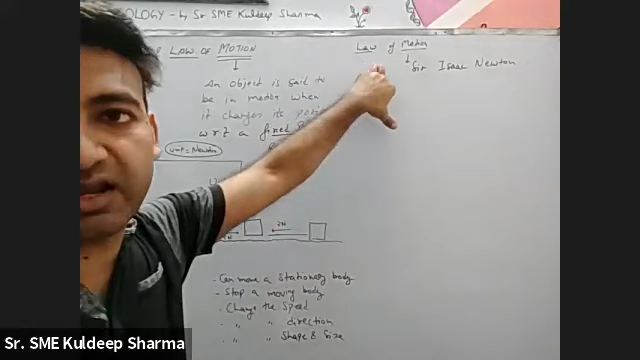 OLOGY - by Sr. SME Kuldeep Sharma
LAW OF MOTION
An object is said to
be in motion when
it changes its
w.r.t a fixed
unit = Newton
2N
- Can move a stationary body
- Stop a moving body
- Change the speed
- " " direction
- " " Shape & Size
Law of Motion
Sir Isaac Newton
Sr. SME Kuldeep Sharma